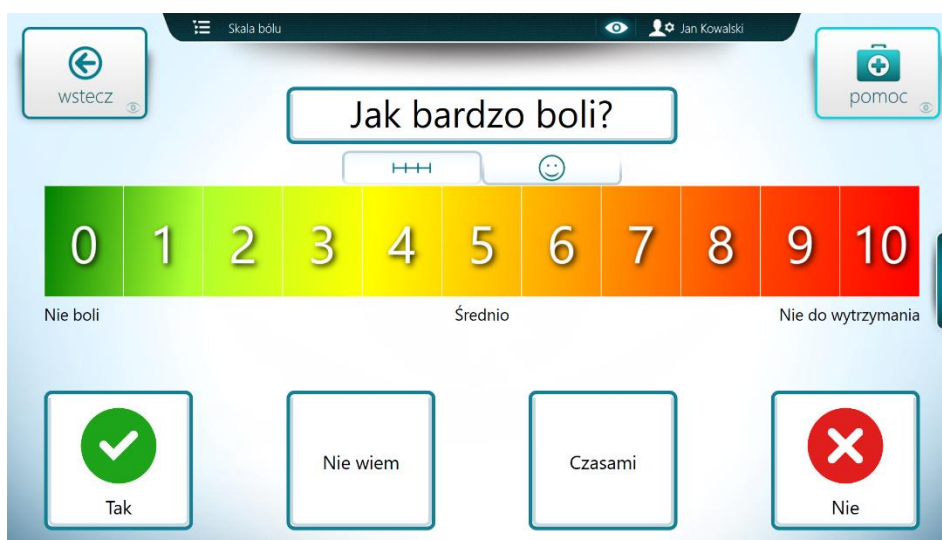 Skala bólu
Jan Kowalski
wstecz
pomoc
Jak bardzo boli?
0 1 2 3 4 5 6 7 8 9 10
Nie boli
Średnio
Nie do wytrzymania
Tak
Nie wiem
Czasami
Nie